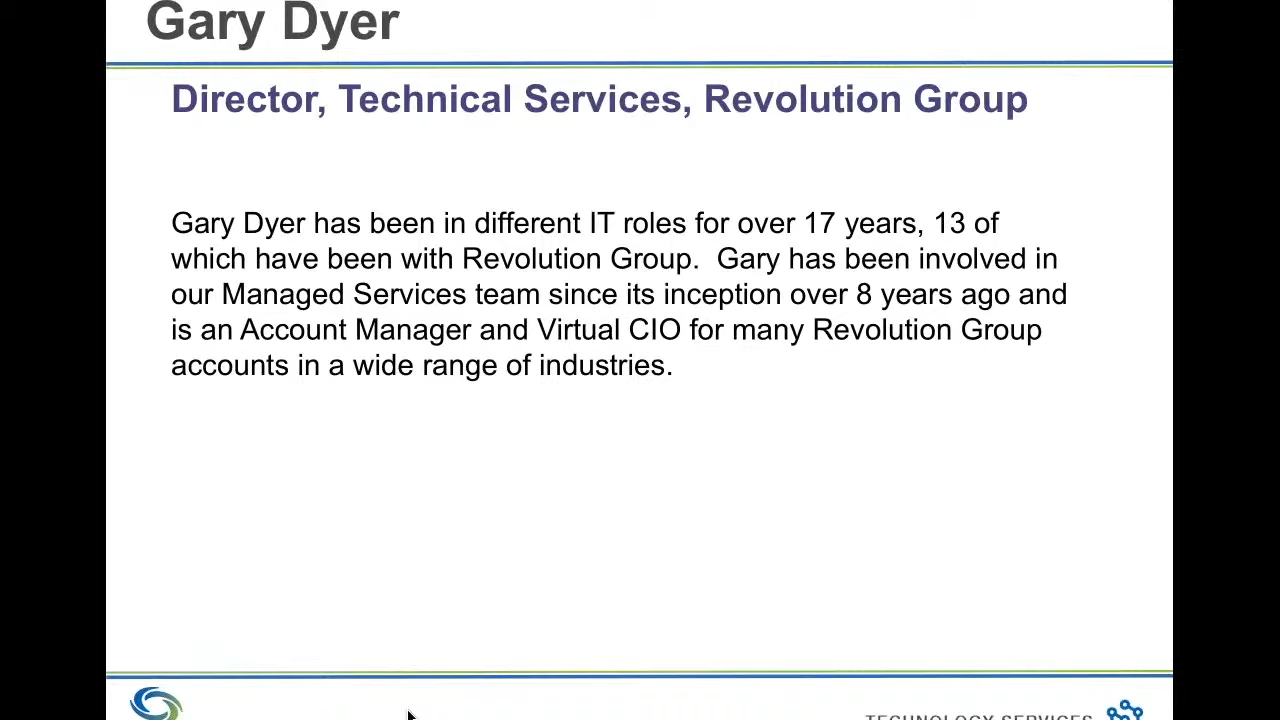 Gary Dyer
Director, Technical Services, Revolution Group
Gary Dyer has been in different IT roles for over 17 years, 13 of
which have been with Revolution Group.  Gary has been involved in
our Managed Services team since its inception over 8 years ago and
is an Account Manager and Virtual CIO for many Revolution Group
accounts in a wide range of industries.
TECHNOLOGY SERVICES